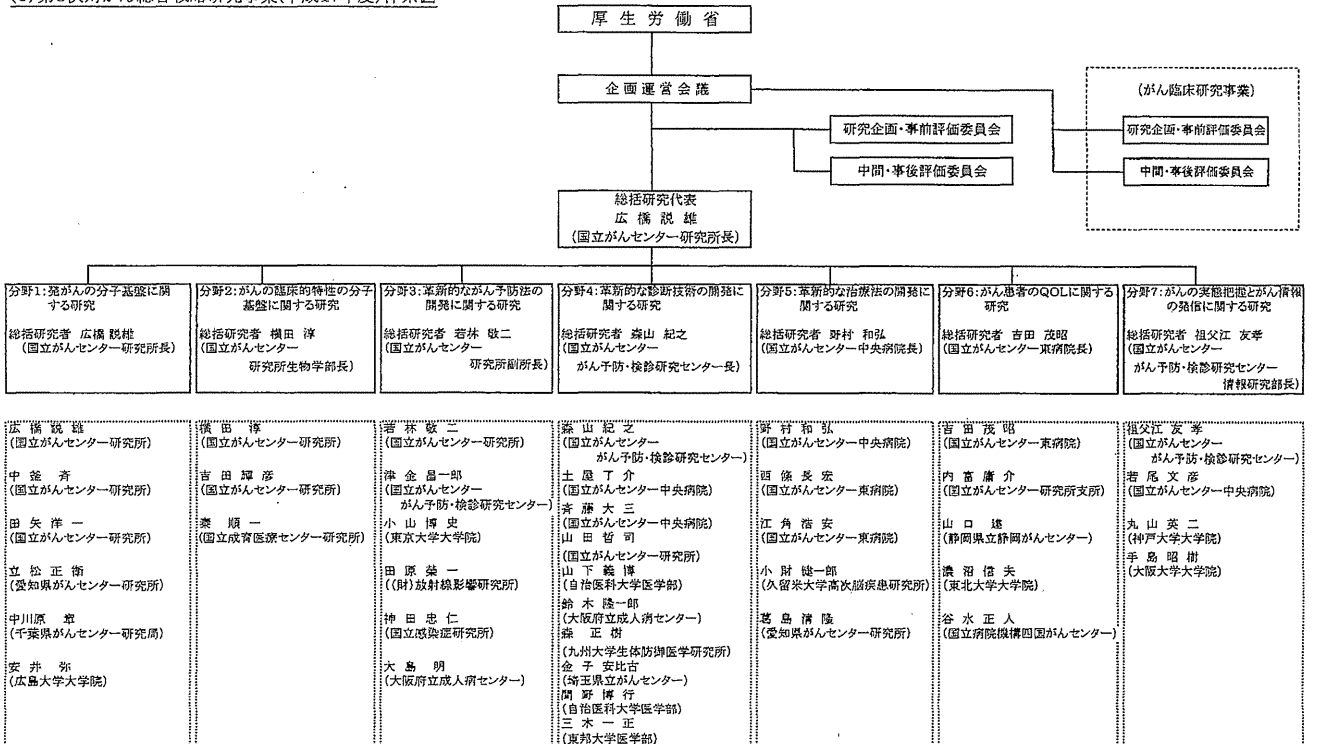 厚生労働省
企画運営会議
(がん臨床研究事業)
研究企画・事前評価委員会
研究企画・事前評価委員会
中間・事後評価委員会
中間・事後評価委員会
総括研究代表
広橋説雄
(国立がんセンター研究所長)
分野1:発がんの分子基盤に関
する研究
総括研究者 広橋説雄
(国立がんセンター研究所長)
分野2:がんの臨床的特性の分子
基盤に関する研究
総括研究者 横田 淳
(国立がんセンター
研究所生物学部長)
分野3:革新的ながん予防法の
開発に関する研究
総括研究者 若林 敬二
(国立がんセンター
研究所副所長)
分野4:革新的な診断技術の開発に
関する研究
総括研究者 森山 紀之
(国立がんセンター
がん予防・検診研究センター長)
分野5:革新的な治療法の開発に
関する研究
総括研究者 野村 和弘
(国立がんセンター中央病院長)
分野6:がん患者のQOLに関する
研究
総括研究者 吉田 茂昭
(国立がんセンター東病院長)
分野7:がんの実態把握とがん情報
の発信に関する研究
総括研究者 祖父江 友孝
(国立がんセンター
がん予防・検診研究センター
情報研究部長)
広橋説雄
(国立がんセンター研究所)
中釜 斉
(国立がんセンター研究所)
田矢洋一
(国立がんセンター研究所)
立松正衛
(愛知県がんセンター研究所)
中川原 章
(千葉県がんセンター研究局)
安井 弥
(広島大学大学院)
横田 淳
(国立がんセンター研究所)
吉田輝彦
(国立がんセンター研究所)
秦 順一
(国立成育医療センター研究所)
若林敬二
(国立がんセンター研究所)
津金昌一郎
(国立がんセンター
がん予防・検診研究センター)
小山博史
(東京大学大学院)
田原榮一
((財)放射線影響研究所)
神田忠仁
(国立感染症研究所)
大島 明
(大阪府立成人病センター)
森山紀之
(国立がんセンター
がん予防・検診研究センター)
土屋了介
(国立がんセンター中央病院)
斉藤大三
(国立がんセンター中央病院)
山田哲司
(国立がんセンター研究所)
山下義博
(自治医科大学医学部)
鈴木隆一郎
(大阪府立成人病センター)
森 正樹
(九州大学生体防御医学研究所)
金子安比古
(埼玉県立がんセンター)
間野博行
(自治医科大学医学部)
三木一正
(東邦大学医学部)
野村和弘
(国立がんセンター中央病院)
西條長宏
(国立がんセンター東病院)
江角浩安
(国立がんセンター東病院)
小財健一郎
(久留米大学高次脳疾患研究所)
葛島清隆
(愛知県がんセンター研究所)
吉田茂昭
(国立がんセンター東病院)
内富庸介
(国立がんセンター研究所支所)
山口 建
(静岡県立静岡がんセンター)
濃沼信夫
(東北大学大学院)
谷水正人
(国立病院機構四国がんセンター)
祖父江友孝
(国立がんセンター
がん予防・検診研究センター)
若尾文彦
(国立がんセンター中央病院)
丸山英二
(神戸大学大学院)
手島昭樹
(大阪大学大学院)